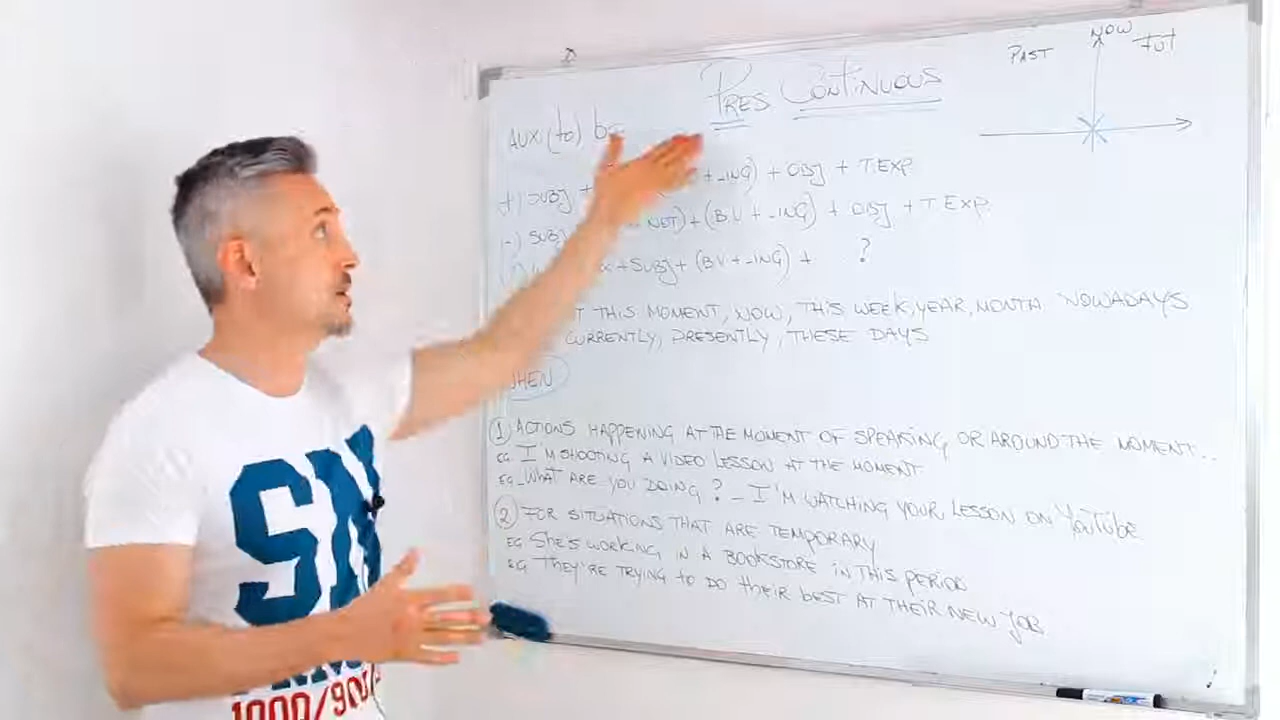 NOW
PAST FUT
PRES CONTINUOUS
AUX (to) be
+) SUBJ + +-ING) + OBJ + T EXP
(-) SUBJ NOT) + (BV + -ING) + OBJ + T EXP.
+ SUBJ + (BV + -ING) + ?
THIS MOMENT, NOW, THIS WEEK, YEAR, MONTH NOWADAYS
CURRENTLY, PRESENTLY, THESE DAYS
WHEN
① ACTIONS HAPPENING AT THE MOMENT OF SPEAKING OR AROUND THE MOMENT...
EG I'M SHOOTING A VIDEO LESSON AT THE MOMENT
EG - WHAT ARE YOU DOING? - I'M WATCHING YOUR LESSON ON YouTube
② FOR SITUATIONS THAT ARE TEMPORARY
EG SHE'S WORKING IN A BOOKSTORE IN THIS PERIOD
EG THEY'RE TRYING to DO their best AT THEIR NEW JOB
1000/900